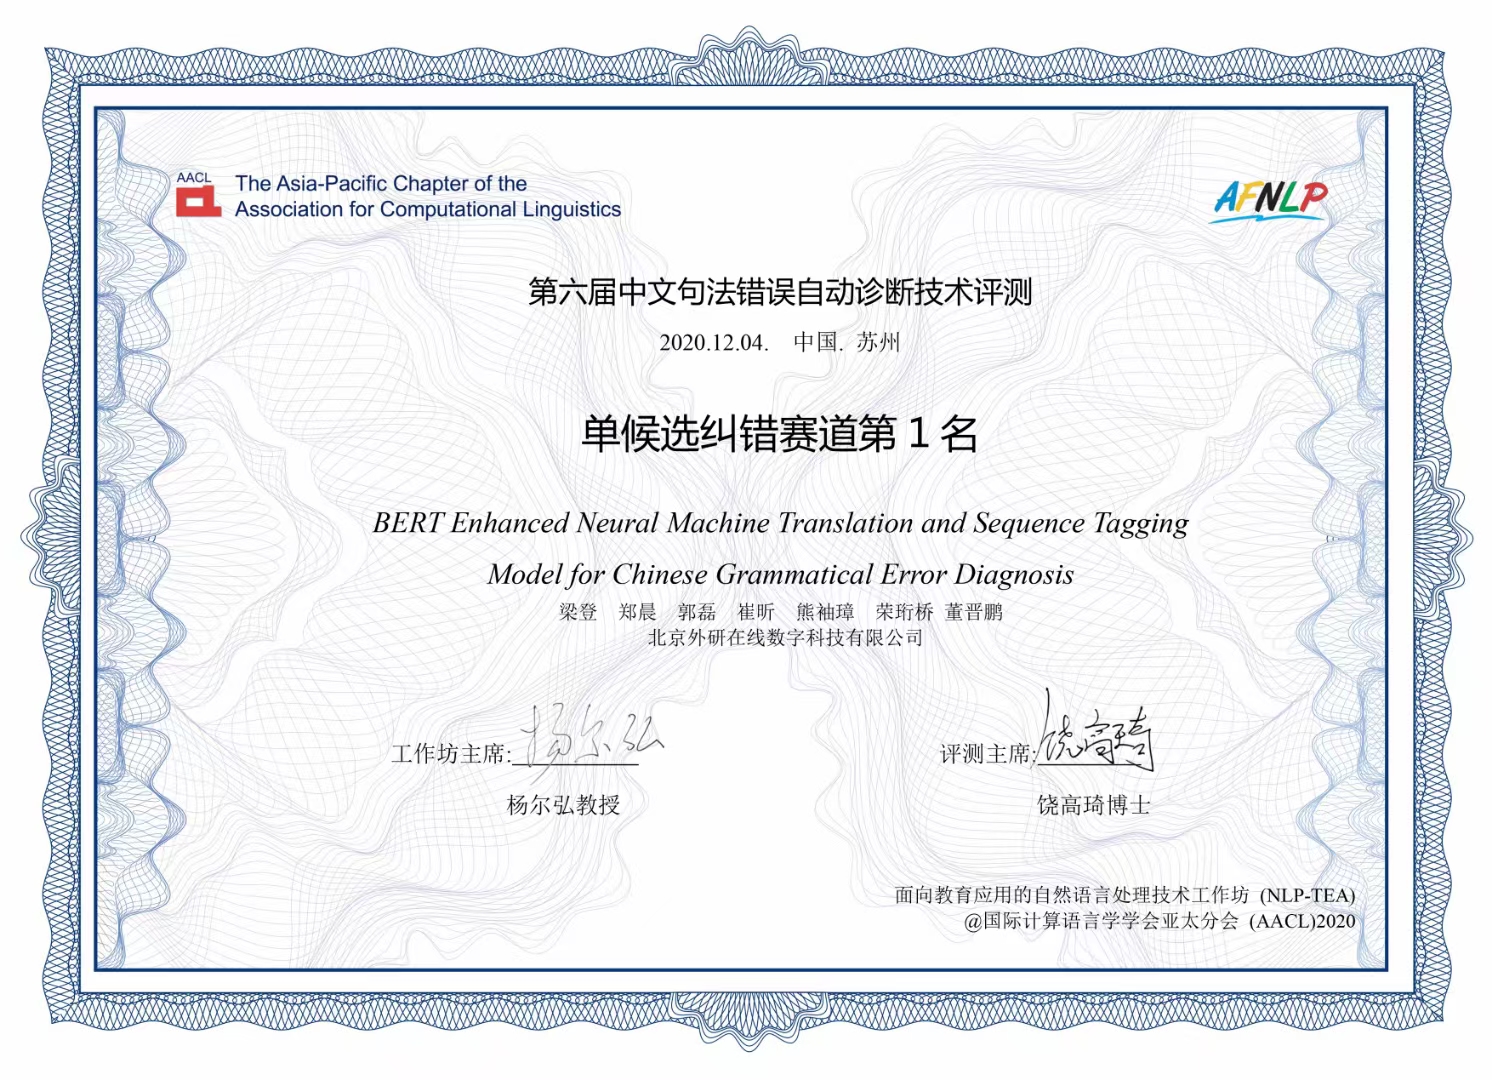 AACL
The Asia-Pacific Chapter of the
Association for Computational Linguistics
AFNLP
第六届中文句法错误自动诊断技术评测
2020.12.04. 中国. 苏州
单候选纠错赛道第 1 名
BERT Enhanced Neural Machine Translation and Sequence Tagging
Model for Chinese Grammatical Error Diagnosis
梁登 郑晨 郭磊 崔昕 熊袖璋 荣珩桥 董晋鹏
北京外研在线数字科技有限公司
工作坊主席: 杨尔弘
评测主席: 饶高琦
杨尔弘教授
饶高琦博士
面向教育应用的自然语言处理技术工作坊 (NLP-TEA)
@国际计算语言学学会亚太分会 (AACL)2020